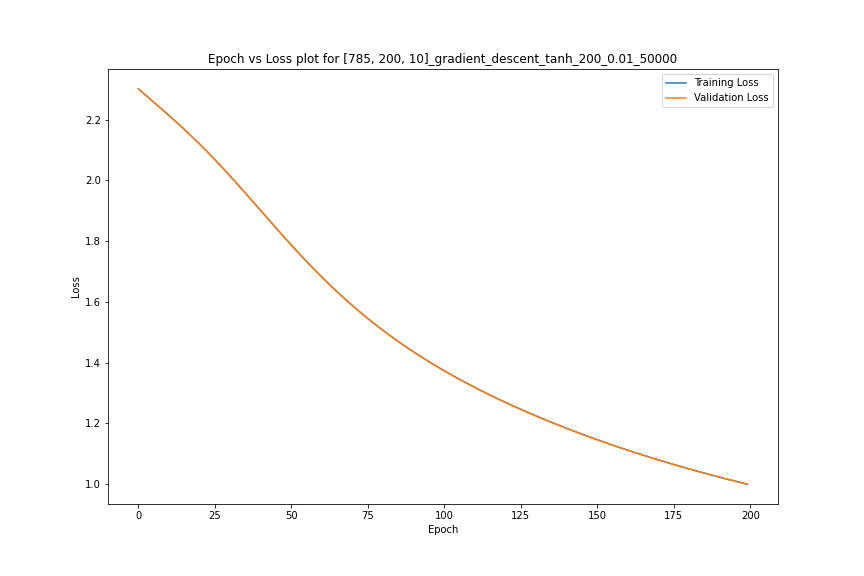 Epoch vs Loss plot for [785, 200, 10]_gradient_descent_tanh_200_0.01_50000
Training Loss
Validation Loss
2.2
2.0
1.8
1.6
1.4
1.2
1.0
Loss
0 25 50 75 100 125 150 175 200
Epoch